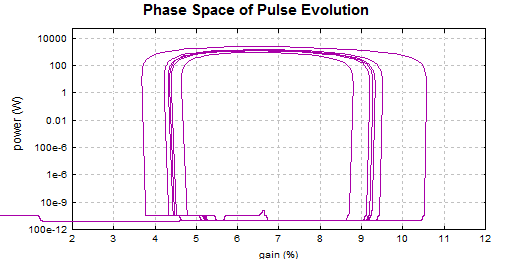 Phase Space of Pulse Evolution
power (W)
10000
100
1
0.01
100e-6
1e-6
10e-9
100e-12
2 3 4 5 6 7 8 9 10 11 12
gain (%)